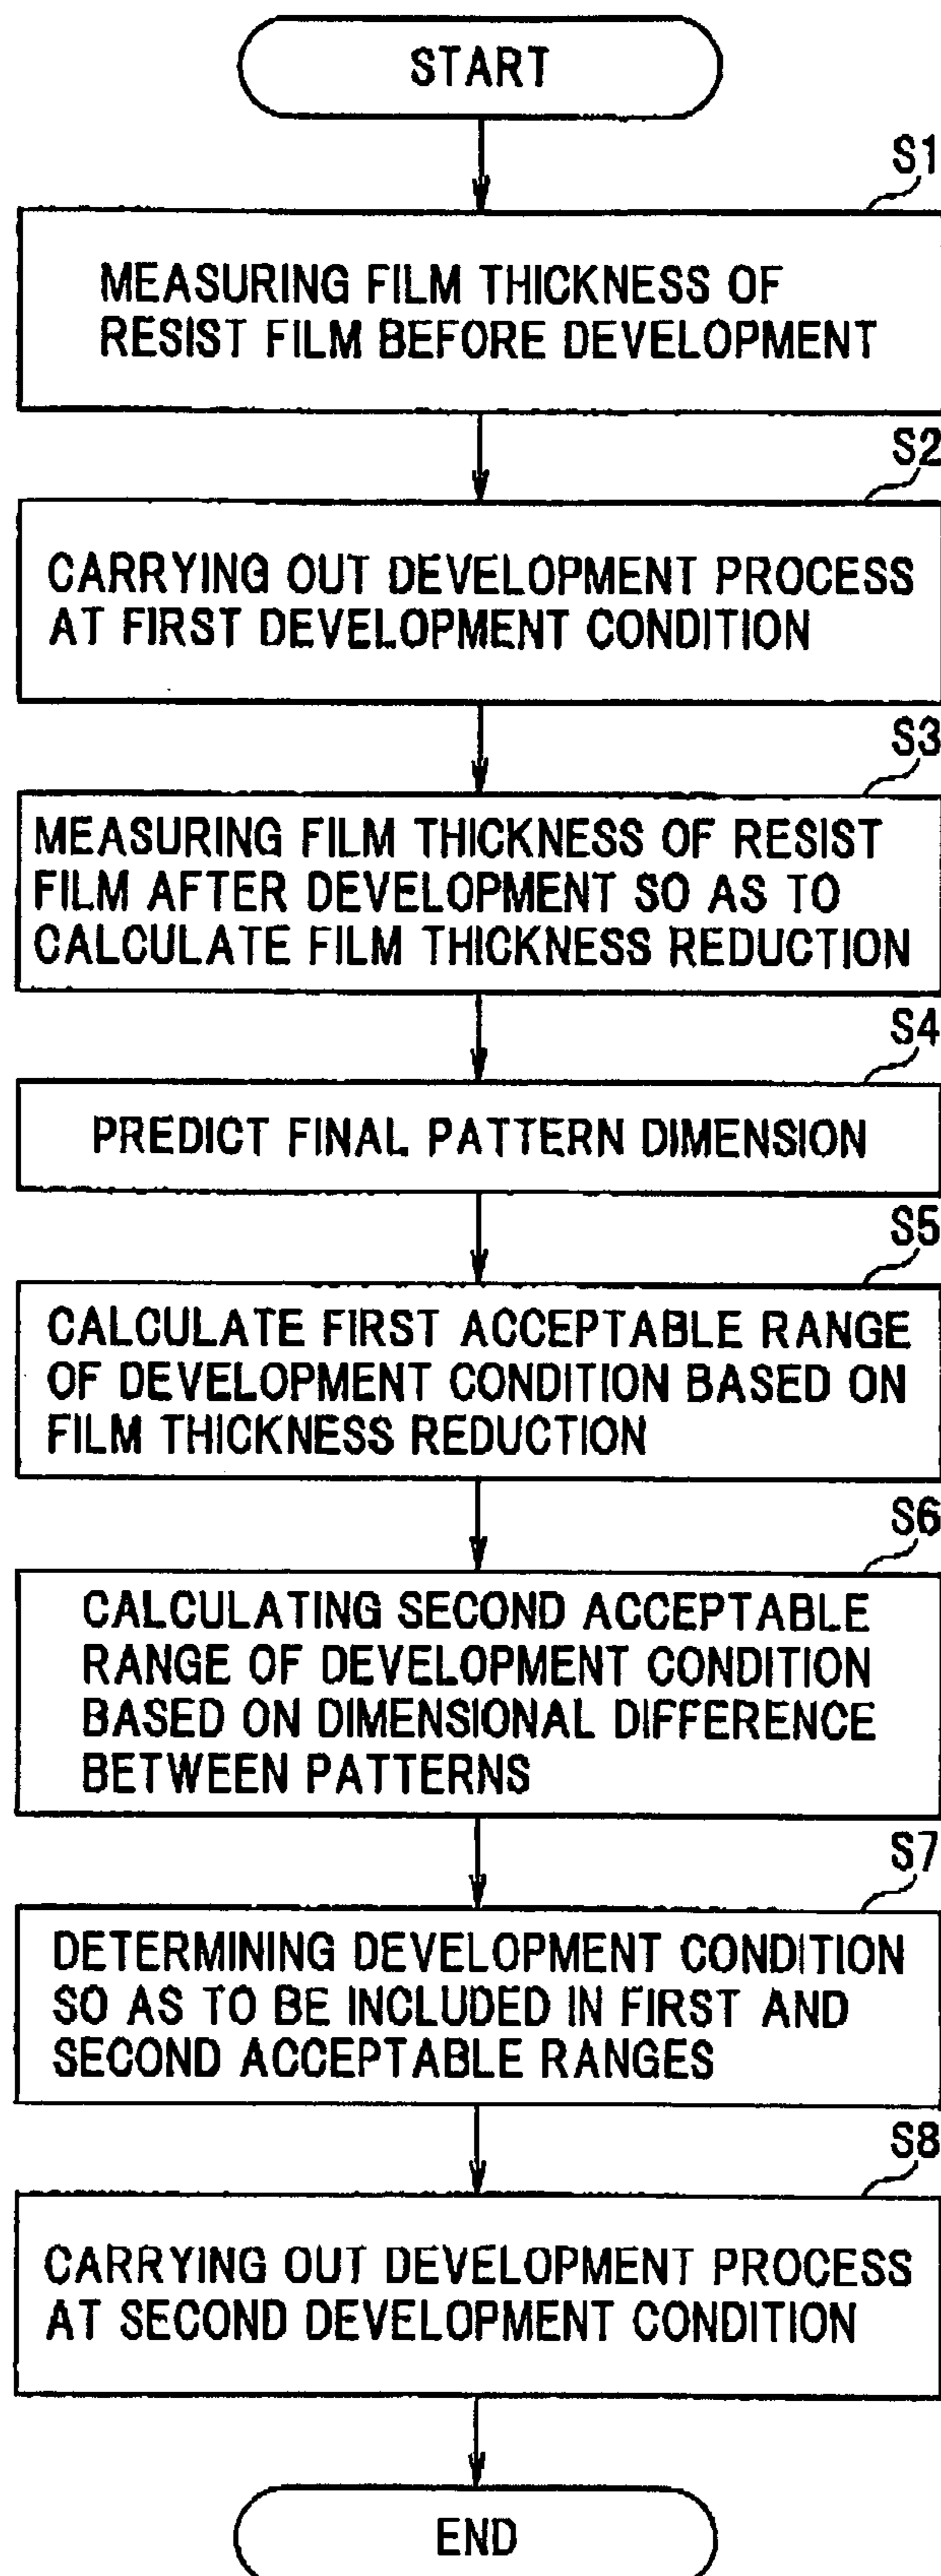 START
S1
MEASURING FILM THICKNESS OF
RESIST FILM BEFORE DEVELOPMENT
S2
CARRYING OUT DEVELOPMENT PROCESS
AT FIRST DEVELOPMENT CONDITION
S3
MEASURING FILM THICKNESS OF RESIST
FILM AFTER DEVELOPMENT SO AS TO
CALCULATE FILM THICKNESS REDUCTION
S4
PREDICT FINAL PATTERN DIMENSION
S5
CALCULATE FIRST ACCEPTABLE RANGE
OF DEVELOPMENT CONDITION BASED ON
FILM THICKNESS REDUCTION
S6
CALCULATING SECOND ACCEPTABLE
RANGE OF DEVELOPMENT CONDITION
BASED ON DIMENSIONAL DIFFERENCE
BETWEEN PATTERNS
S7
DETERMINING DEVELOPMENT CONDITION
SO AS TO BE INCLUDED IN FIRST AND
SECOND ACCEPTABLE RANGES
S8
CARRYING OUT DEVELOPMENT PROCESS
AT SECOND DEVELOPMENT CONDITION
END